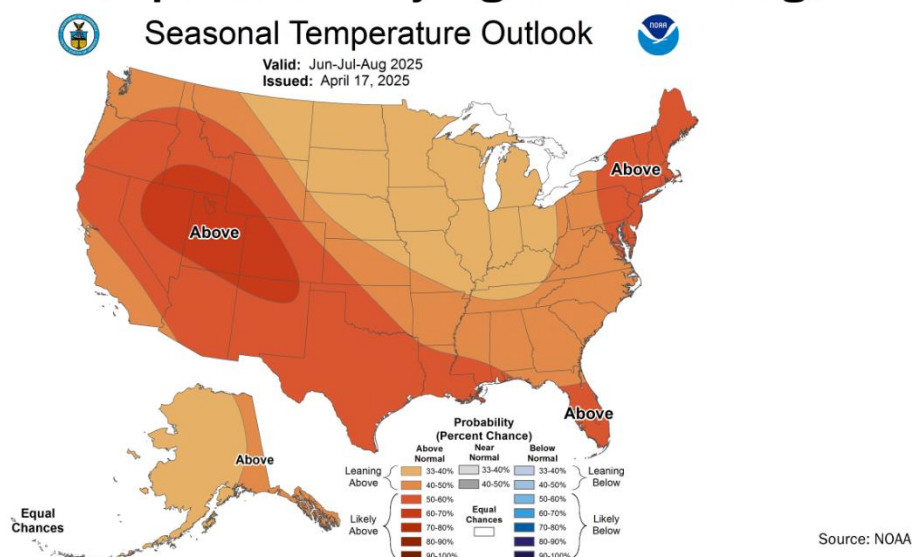 Seasonal Temperature Outlook
NOAA
Valid: Jun-Jul-Aug 2025
Issued: April 17, 2025
Above
Above
Above
Above
Equal
Chances
Probability
(Percent Chance)
Above
Normal
Near
Normal
Below
Normal
Leaning
Above
33-40%
40-50%
33-40%
40-50%
33-40%
40-50%
Leaning
Below
Likely
Above
50-60%
60-70%
70-80%
80-90%
90-100%
Equal
Chances
50-60%
60-70%
70-80%
80-90%
90-100%
Likely
Below
Source: NOAA